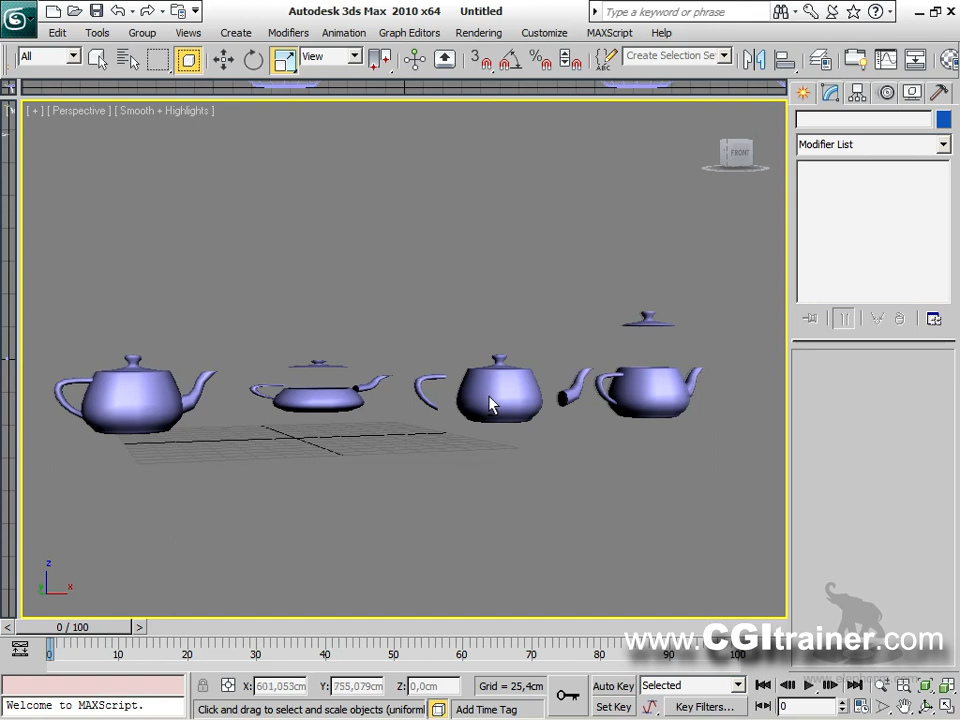 Autodesk 3ds Max 2010 x64 Untitled
Type a keyword or phrase
Edit Tools Group Views Create Modifiers Animation Graph Editors Rendering Customize MAXScript Help
All View 3 Create Selection Se
[ + ] [ Perspective ] [ Smooth + Highlights ]
FRONT
Modifier List
z
x
0 / 100
0 10 20 30 40 50 60 70 80 90 100
www.CGItrainer.com
X: 601,053cm Y: 755,079cm Z: 0,0cm Grid = 25,4cm Auto Key Selected
Welcome to MAXScript. Click and drag to select and scale objects (uniform Add Time Tag Set Key Key Filters... 0